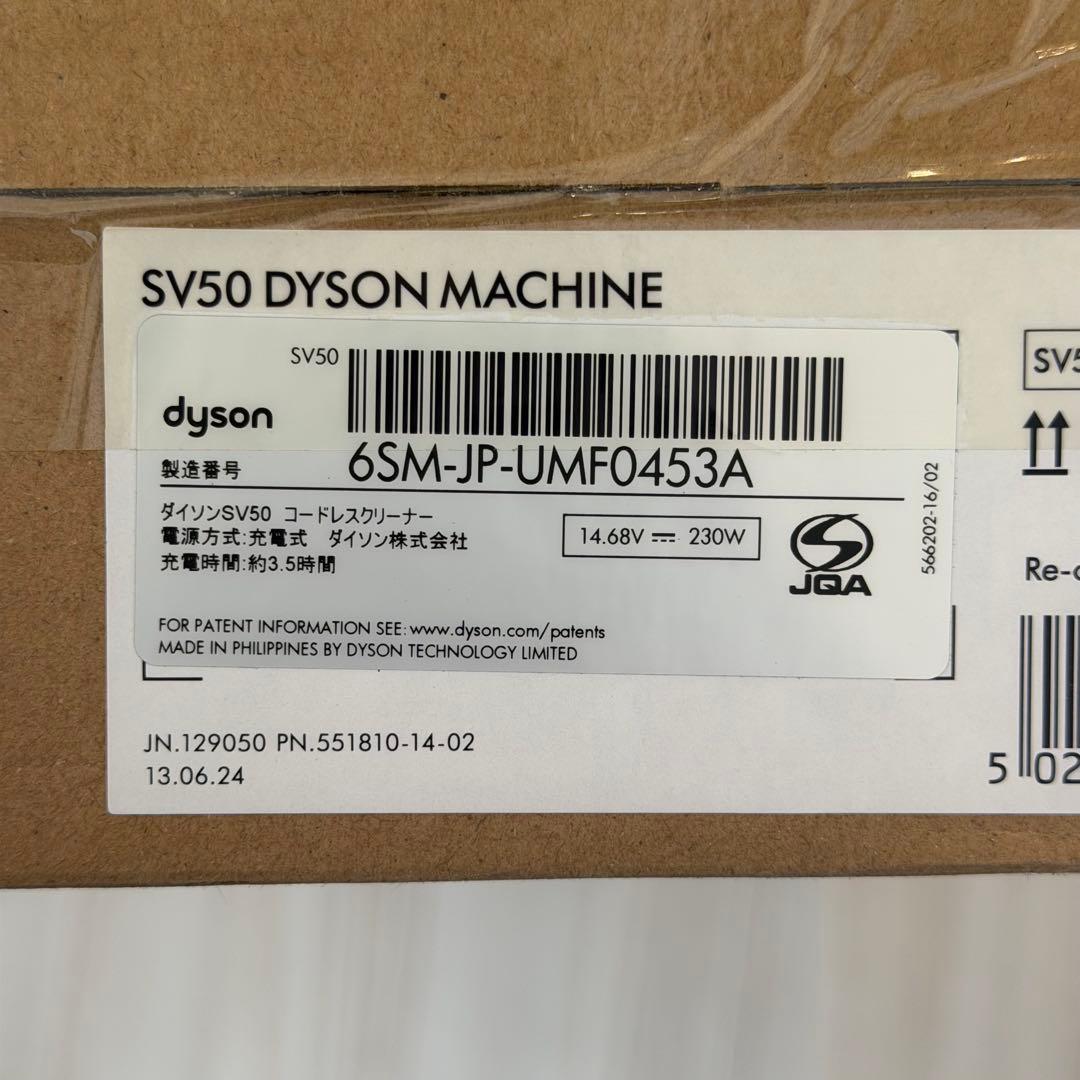 SV50 DYSON MACHINE
SV50
dyson
製造番号
6SM-JP-UMF0453A
ダイソンSV50 コードレスクリーナー
電源方式:充電式 ダイソン株式会社
充電時間:約3.5時間
14.68V ⎓ 230W
JQA
566202-16/02
FOR PATENT INFORMATION SEE: www.dyson.com/patents
MADE IN PHILIPPINES BY DYSON TECHNOLOGY LIMITED
JN.129050 PN.551810-14-02
13.06.24
SV5
Re-
5 02